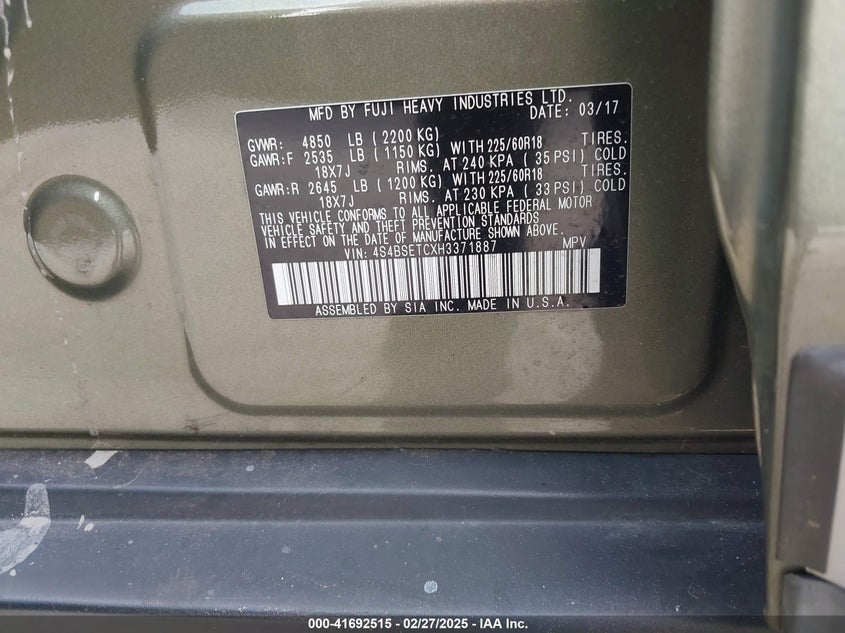 MFD BY FUJI HEAVY INDUSTRIES LTD.
DATE: 03/17
GVWR: 4850 LB (2200 KG)
GAWR:F 2535 LB (1150 KG) WITH 225/60R18 TIRES.
18X7J RIMS. AT 240 KPA (35 PSI) COLD
GAWR:R 2645 LB (1200 KG) WITH 225/60R18 TIRES.
18X7J RIMS. AT 230 KPA (33 PSI) COLD
THIS VEHICLE CONFORMS TO ALL APPLICABLE FEDERAL MOTOR
VEHICLE SAFETY AND THEFT PREVENTION STANDARDS
IN EFFECT ON THE DATE OF MANUFACTURE SHOWN ABOVE.
VIN: 4S4BSETCXH3371887 MPV
ASSEMBLED BY SIA INC. MADE IN U.S.A.
000-41692515 - 02/27/2025 - IAA Inc.